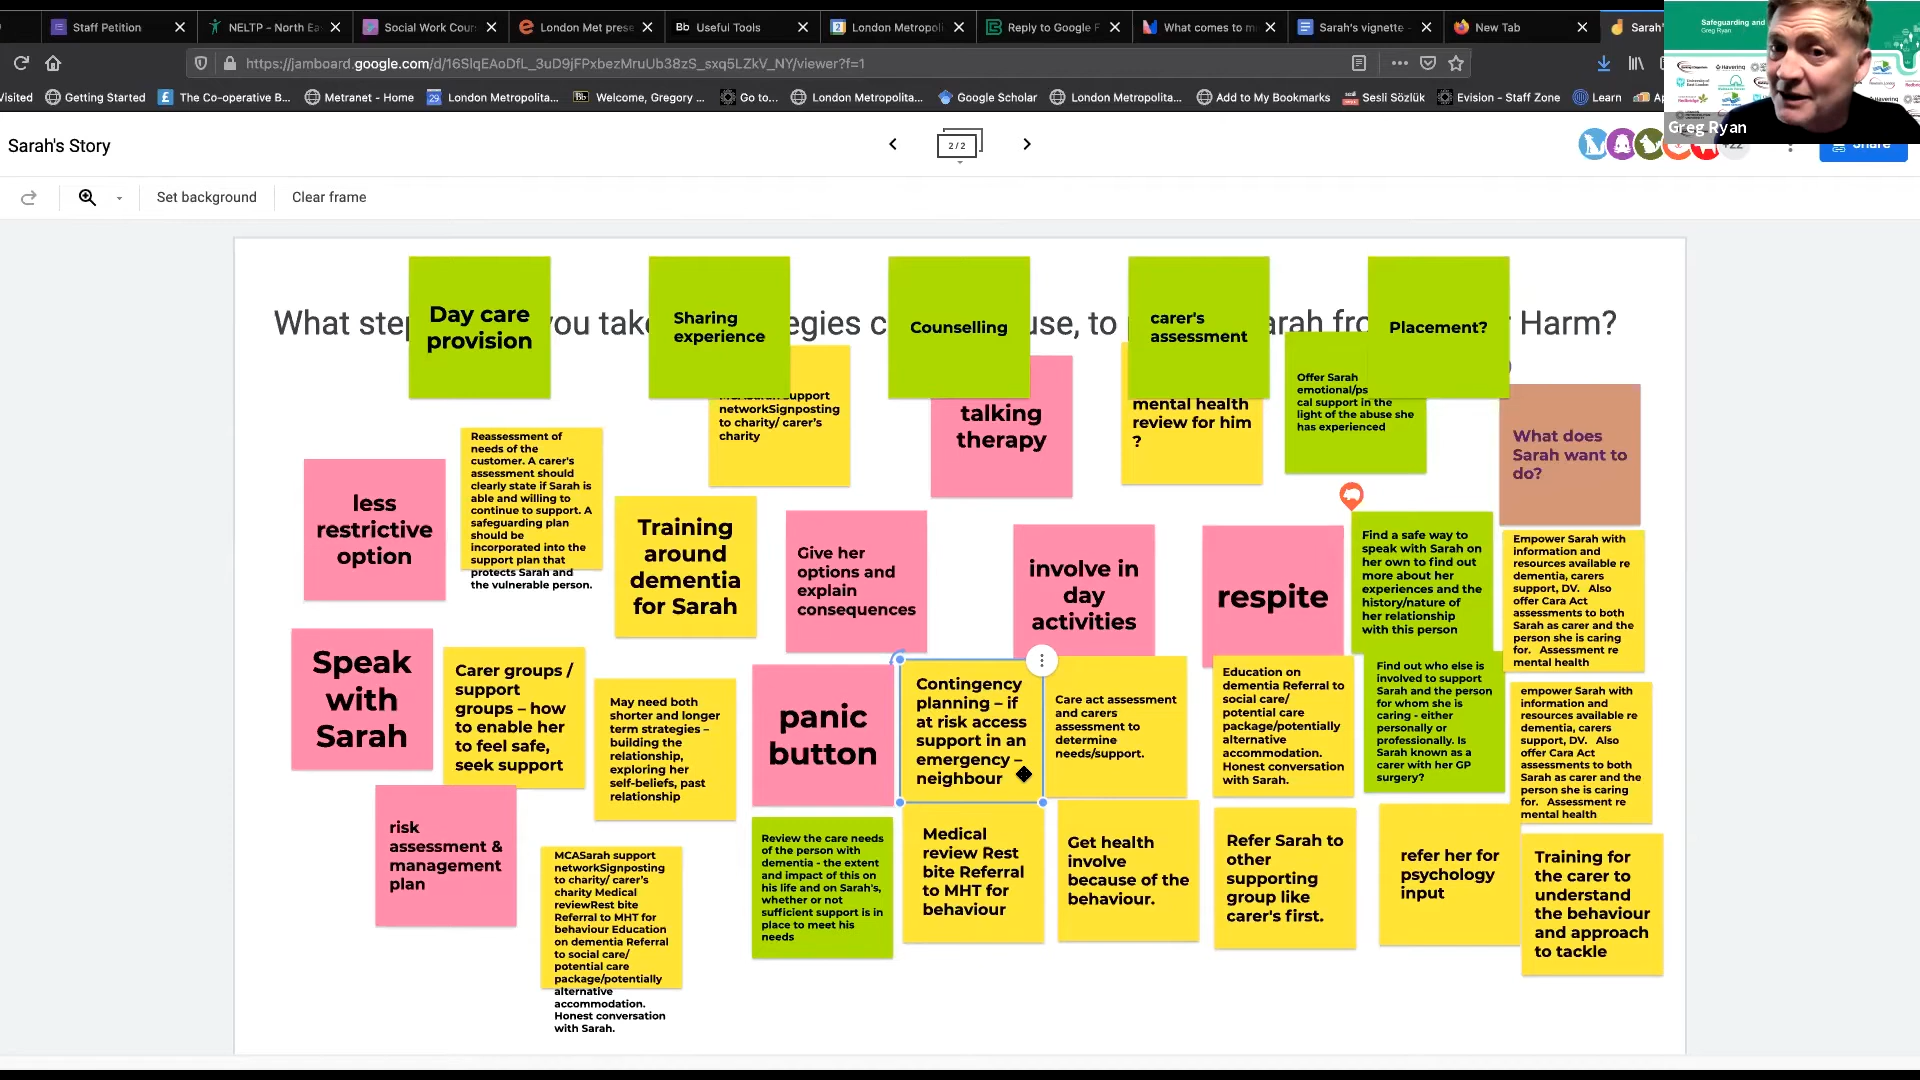 Staff Petition
NELTP - North Ea
Social Work Cour
London Met prese
Bb Useful Tools
London Metropoli
Reply to Google F
What comes to m
Sarah's vignette -
New Tab
Sarah'
https://jamboard.google.com/d/16SlqEAoDfL_3uD9jFPxbezMruUb38zS_sxq5LZkV_NY/viewer?f=1
Visited
Getting Started
The Co-operative B...
Metranet - Home
London Metropolita...
Welcome, Gregory ...
Go to...
London Metropolita...
Google Scholar
London Metropolita...
Add to My Bookmarks
Sesli Sözlük
Evision - Staff Zone
Learn
Safeguarding and
Greg Ryan
Havering
Greg Ryan
Sarah's Story
2 / 2
+22
Share
Set background
Clear frame
What ste you take egies c use, to arah fro Harm?
Day care
provision
Sharing
experience
Counselling
carer's
assessment
Placement?
MCASarah support
networkSignposting
to charity/ carer's
charity
talking
therapy
mental health
review for him
?
Offer Sarah
emotional/ps
cal support in the
light of the abuse she
has experienced
What does
Sarah want to
do?
less
restrictive
option
Reassessment of
needs of the
customer. A carer's
assessment should
clearly state if Sarah is
able and willing to
continue to support. A
safeguarding plan
should be
incorporated into the
support plan that
protects Sarah and
the vulnerable person.
Training
around
dementia
for Sarah
Give her
options and
explain
consequences
involve in
day
activities
respite
Find a safe way to
speak with Sarah on
her own to find out
more about her
experiences and the
history/nature of
her relationship
with this person
Empower Sarah with
information and
resources available re
dementia, carers
support, DV. Also
offer Cara Act
assessments to both
Sarah as carer and the
person she is caring
for. Assessment re
mental health
Speak
with
Sarah
Carer groups /
support
groups – how
to enable her
to feel safe,
seek support
May need both
shorter and longer
term strategies –
building the
relationship,
exploring her
self-beliefs, past
relationship
panic
button
Contingency
planning – if
at risk access
support in an
emergency –
neighbour
Care act assessment
and carers
assessment to
determine
needs/support.
Education on
dementia Referral to
social care/
potential care
package/potentially
alternative
accommodation.
Honest conversation
with Sarah.
Find out who else is
involved to support
Sarah and the person
for whom she is
caring - either
personally or
professionally. Is
Sarah known as a
carer with her GP
surgery?
empower Sarah with
information and
resources available re
dementia, carers
support, DV. Also
offer Cara Act
assessments to both
Sarah as carer and the
person she is caring
for. Assessment re
mental health
risk
assessment &
management
plan
MCASarah support
networkSignposting
to charity/ carer's
charity Medical
reviewRest bite
Referral to MHT for
behaviour Education
on dementia Referral
to social care/
potential care
package/potentially
alternative
accommodation.
Honest conversation
with Sarah.
Review the care needs
of the person with
dementia - the extent
and impact of this on
his life and on Sarah's,
whether or not
sufficient support is in
place to meet his
needs
Medical
review Rest
bite Referral
to MHT for
behaviour
Get health
involve
because of the
behaviour.
Refer Sarah to
other
supporting
group like
carer's first.
refer her for
psychology
input
Training for
the carer to
understand
the behaviour
and approach
to tackle